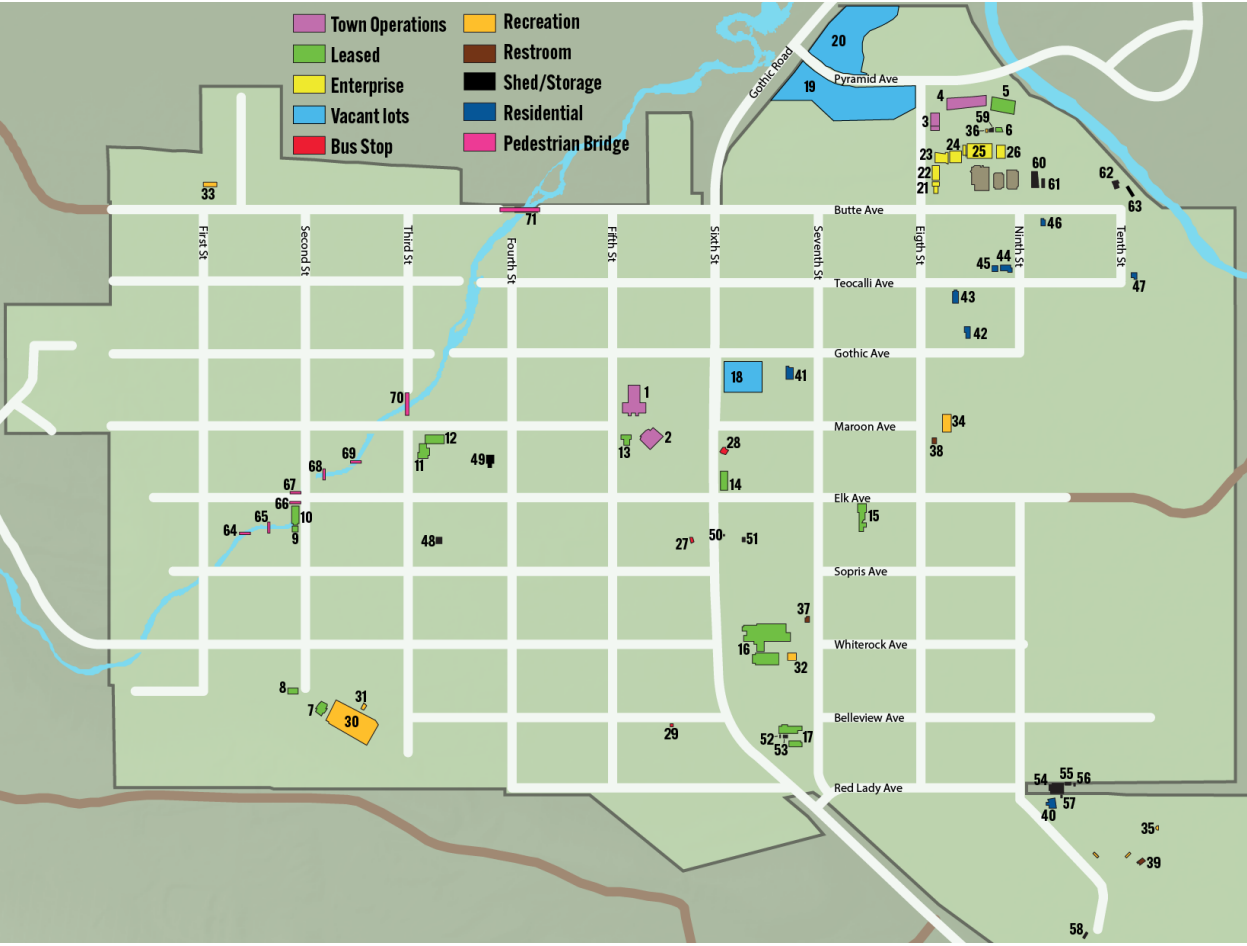 Town Operations
Leased
Enterprise
Vacant lots
Bus Stop
Recreation
Restroom
Shed/Storage
Residential
Pedestrian Bridge
20
Gothic Road
Pyramid Ave
19
4
5
3
59
36
6
23
24
25
26
22
21
60
61
62
63
33
71
Butte Ave
46
First St
Second St
Third St
Fourth St
Fifth St
Sixth St
Seventh St
Eigth St
Ninth St
Tenth St
45
44
47
Teocalli Ave
43
42
Gothic Ave
18
41
1
70
Maroon Ave
34
38
12
11
49
13
2
28
69
68
67
14
Elk Ave
66
10
65
64
9
15
48
27
50
51
Sopris Ave
37
16
32
Whiterock Ave
8
7
31
30
29
52
53
17
Belleview Ave
Red Lady Ave
54
55
56
57
40
35
39
58